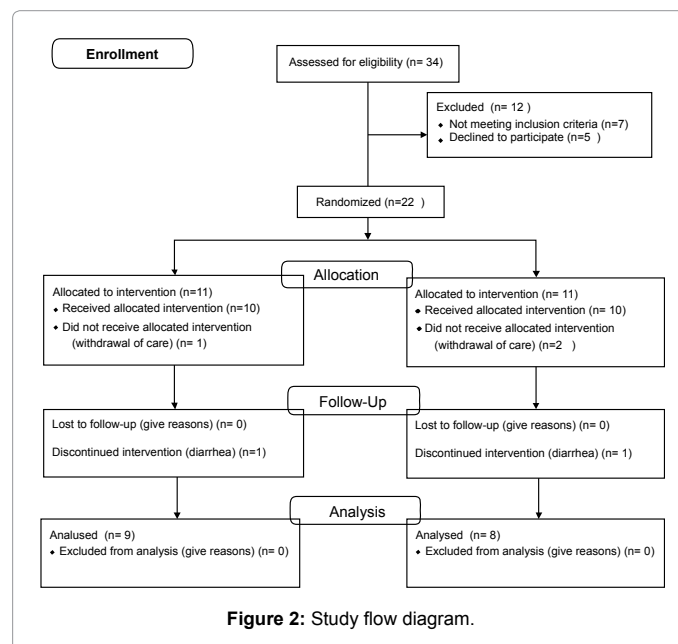 Enrollment
Assessed for eligibility (n= 34)
Excluded (n= 12 )
⬥ Not meeting inclusion criteria (n=7)
⬥ Declined to participate (n=5 )
Randomized (n=22 )
Allocation
Allocated to intervention (n=11)
⬥ Received allocated intervention (n=10)
⬥ Did not receive allocated intervention
(withdrawal of care) (n= 1)
Allocated to intervention (n= 11)
⬥ Received allocated intervention (n= 10)
⬥ Did not receive allocated intervention
(withdrawal of care) (n=2 )
Follow-Up
Lost to follow-up (give reasons) (n= 0)
Discontinued intervention (diarrhea) (n=1)
Lost to follow-up (give reasons) (n= 0)
Discontinued intervention (diarrhea) (n= 1)
Analysis
Analused (n= 9)
⬥ Excluded from analysis (give reasons) (n= 0)
Analysed (n= 8)
⬥ Excluded from analysis (give reasons) (n= 0)
Figure 2: Study flow diagram.